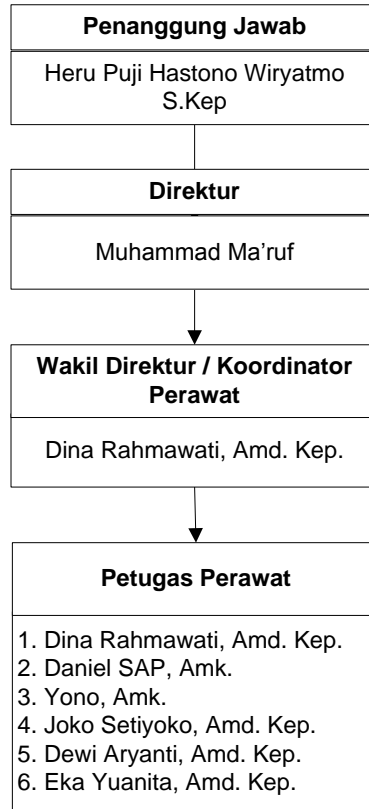 Penanggung Jawab
Heru Puji Hastono Wiryatmo
S.Kep
Direktur
Muhammad Ma’ruf
Wakil Direktur / Koordinator
Perawat
Dina Rahmawati, Amd. Kep.
Petugas Perawat
1. Dina Rahmawati, Amd. Kep.
2. Daniel SAP, Amk.
3. Yono, Amk.
4. Joko Setiyoko, Amd. Kep.
5. Dewi Aryanti, Amd. Kep.
6. Eka Yuanita, Amd. Kep.